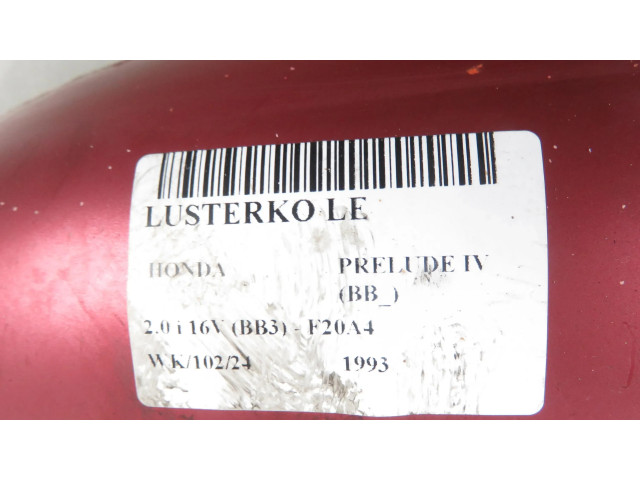 LUSTERKO LE
HONDA PRELUDE IV
(BB_)
2.0 i 16V (BB3) - F20A4
WK/102/24 1993